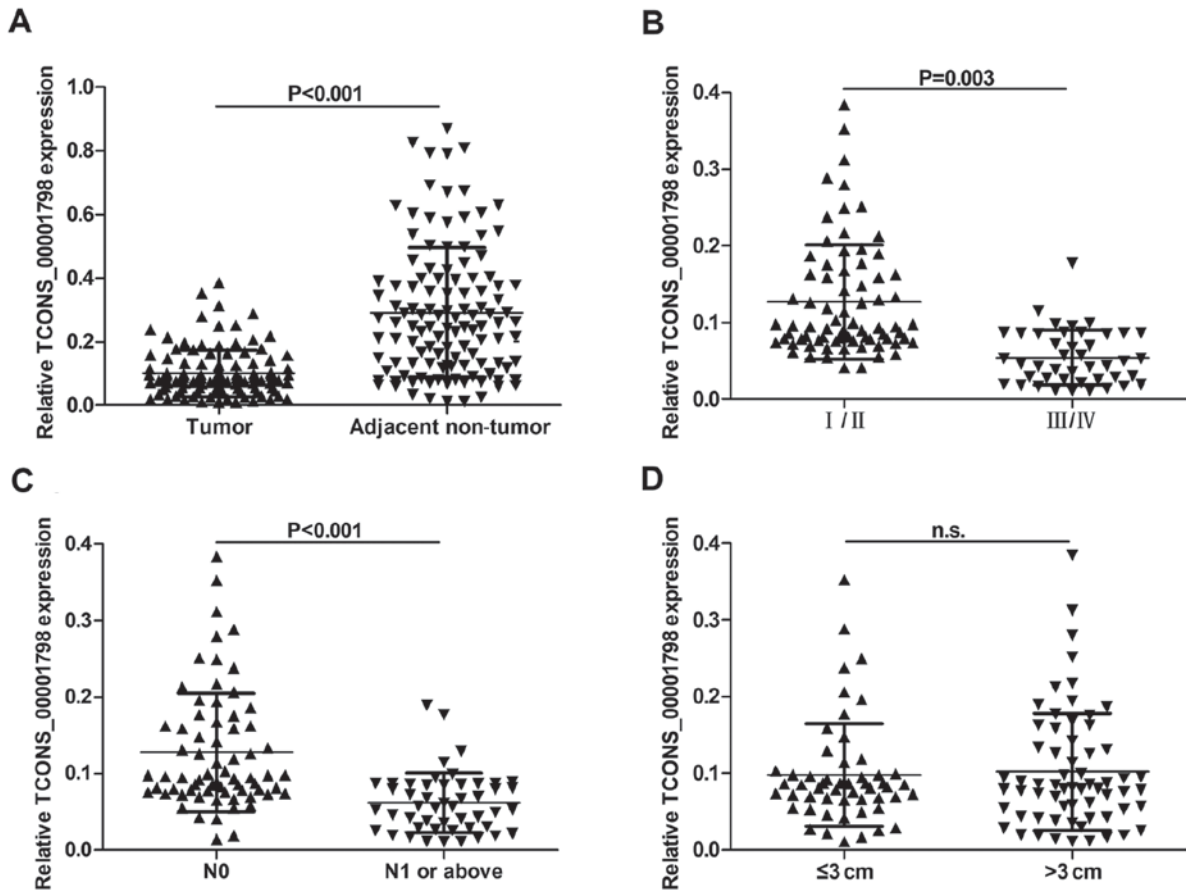 A
Relative TCONS_00001798 expression
1.0
0.8
0.6
0.4
0.2
0.0
P<0.001
Tumor
Adjacent non-tumor
B
Relative TCONS_00001798 expression
0.4
0.3
0.2
0.1
0.0
P=0.003
Ⅰ/Ⅱ
Ⅲ/Ⅳ
C
Relative TCONS_00001798 expression
0.4
0.3
0.2
0.1
0.0
P<0.001
N0
N1 or above
D
Relative TCONS_00001798 expression
0.4
0.3
0.2
0.1
0.0
n.s.
≤3 cm
>3 cm